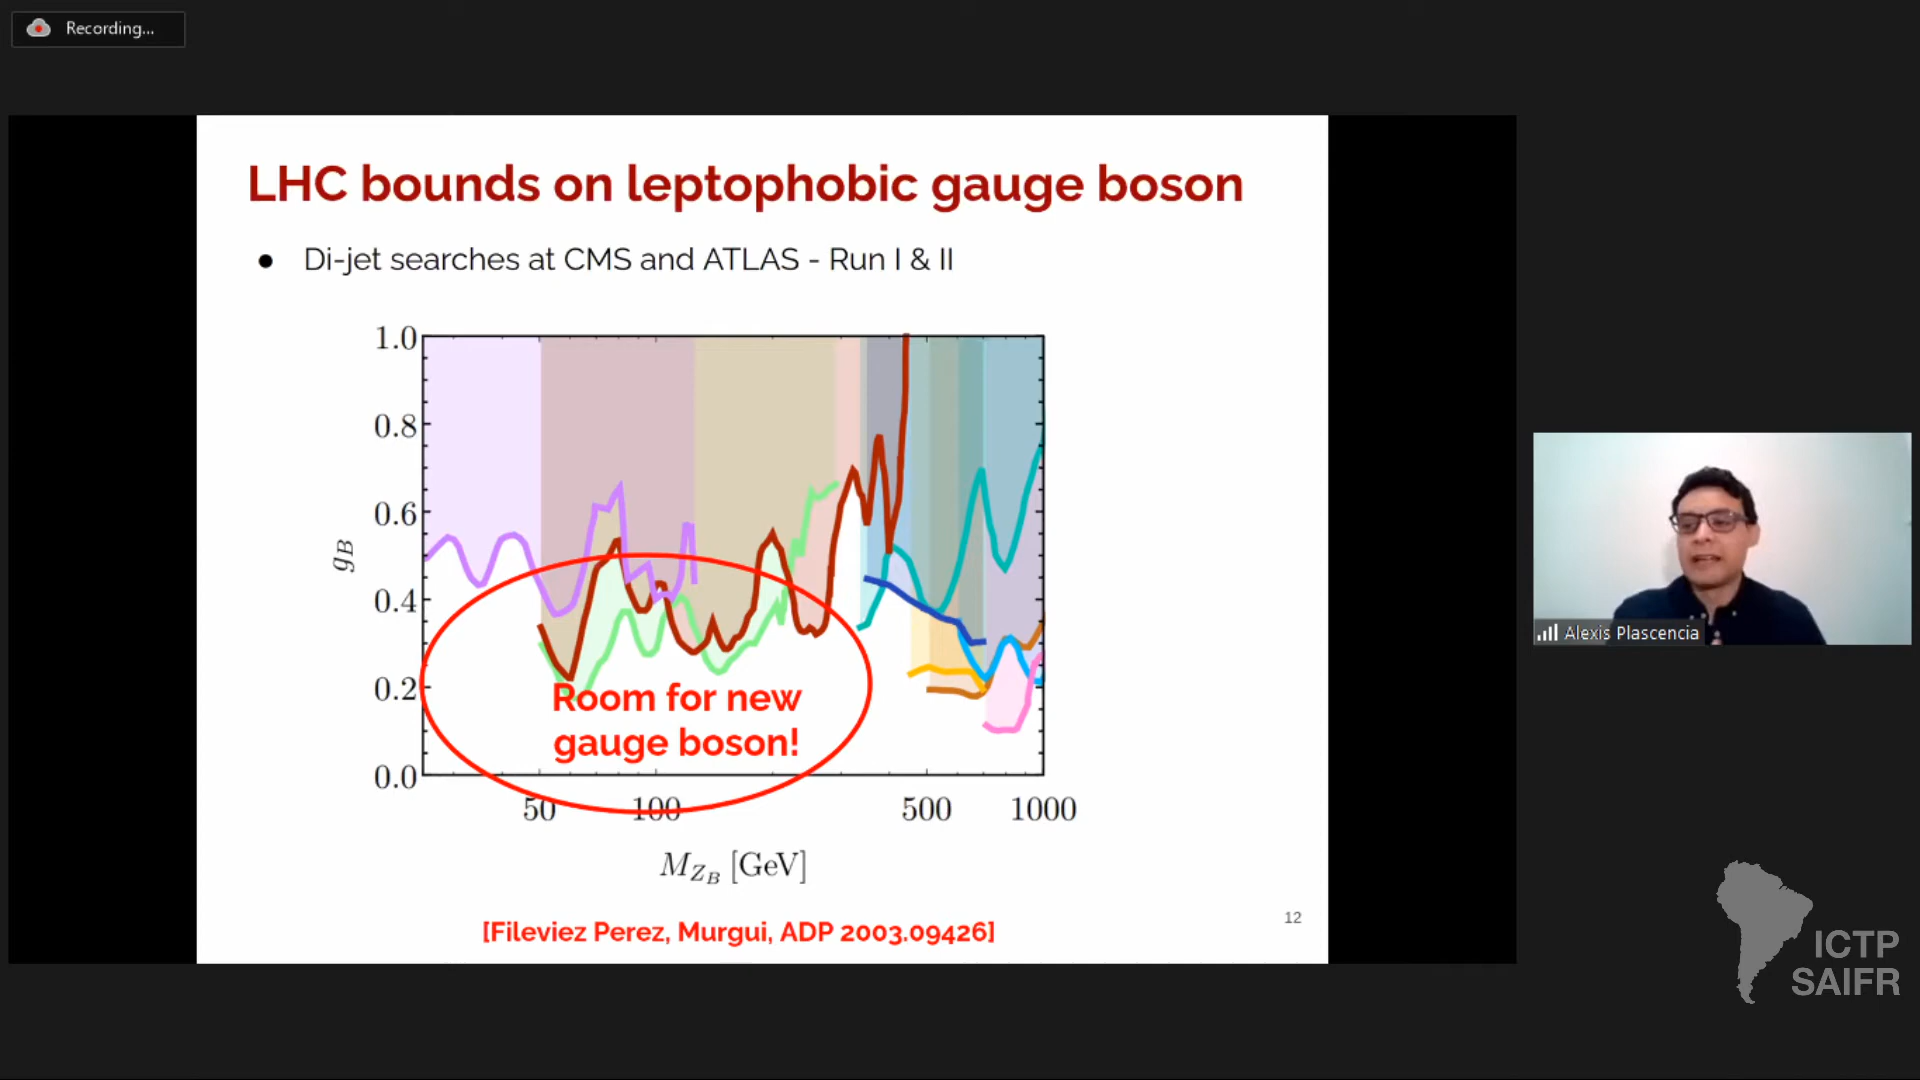 Recording...
LHC bounds on leptophobic gauge boson
● Di-jet searches at CMS and ATLAS - Run I & II
1.0
0.8
0.6
0.4
0.2
0.0
g_B
Room for new
gauge boson!
50 100 500 1000
M_{Z_B} [GeV]
[Fileviez Perez, Murgui, ADP 2003.09426]
12
Alexis Plascencia
ICTP
SAIFR